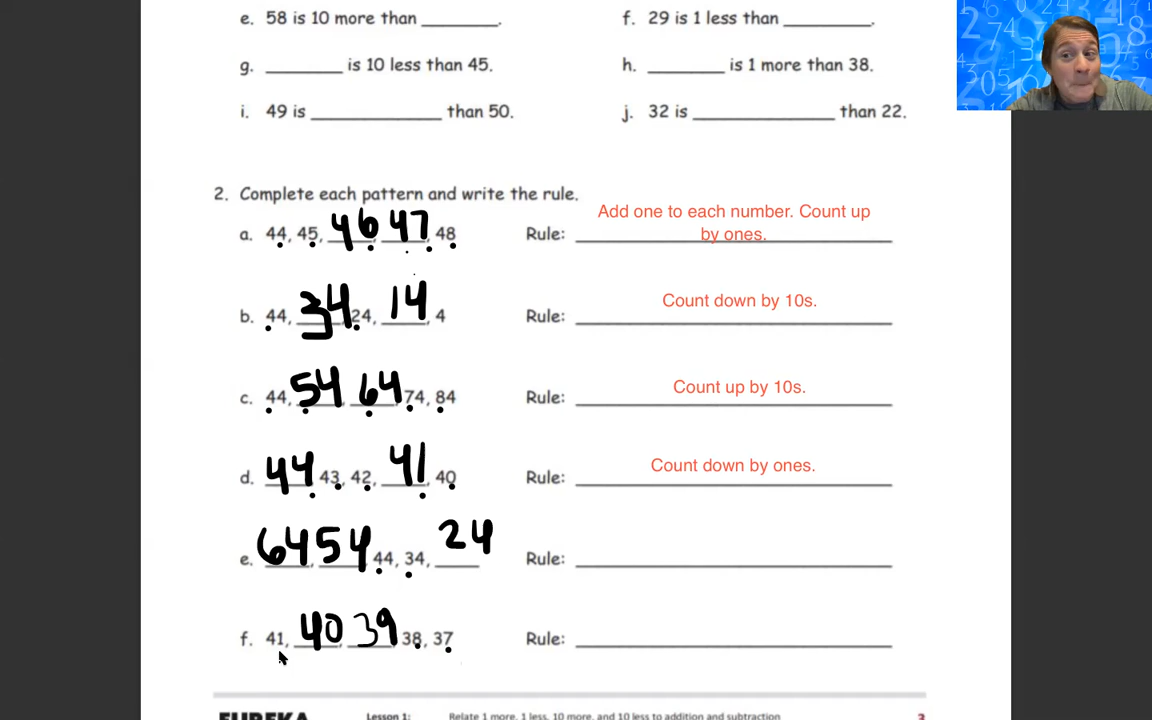 e. 58 is 10 more than ________. f. 29 is 1 less than ________.
g. ________ is 10 less than 45. h. ________ is 1 more than 38.
i. 49 is ______________ than 50. j. 32 is ______________ than 22.
2. Complete each pattern and write the rule.
a. 44, 45, 46, 47, 48 Rule: Add one to each number. Count up
by ones.
b. 44, 34, 24, 14, 4 Rule: Count down by 10s.
c. 44, 54, 64, 74, 84 Rule: Count up by 10s.
d. 44, 43, 42, 41, 40 Rule: Count down by ones.
e. 64, 54, 44, 34, 24 Rule: ______________
f. 41, 40, 39, 38, 37 Rule: ______________
EUREKA Lesson 1: Relate 1 more, 1 less, 10 more, and 10 less to addition and subtraction 3